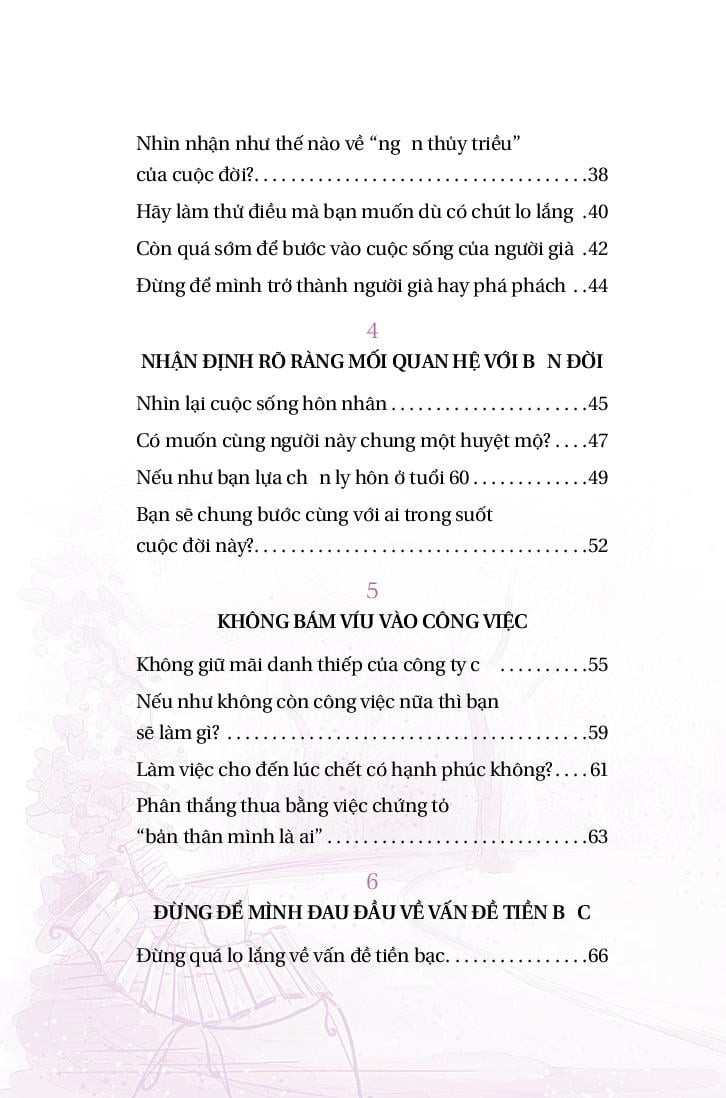 Nhìn nhận như thế nào về “ng n thủy triều”
của cuộc đời?.....................................38
Hãy làm thử điều mà bạn muốn dù có chút lo lắng .40
Còn quá sớm để bước vào cuộc sống của người già .42
Đừng để mình trở thành người già hay phá phách ..44
4
NHẬN ĐỊNH RÕ RÀNG MỐI QUAN HỆ VỚI B N ĐỜI
Nhìn lại cuộc sống hôn nhân......................45
Có muốn cùng người này chung một huyệt mộ?....47
Nếu như bạn lựa ch n ly hôn ở tuổi 60.............49
Bạn sẽ chung bước cùng với ai trong suốt
cuộc đời này?.....................................52
5
KHÔNG BÁM VÍU VÀO CÔNG VIỆC
Không giữ mãi danh thiếp của công ty c ..........55
Nếu như không còn công việc nữa thì bạn
sẽ làm gì? ........................................59
Làm việc cho đến lúc chết có hạnh phúc không?....61
Phân thắng thua bằng việc chứng tỏ
“bản thân mình là ai”.............................63
6
ĐỪNG ĐỂ MÌNH ĐAU ĐẦU VỀ VẤN ĐỀ TIỀN B C
Đừng quá lo lắng về vấn đề tiền bạc................66